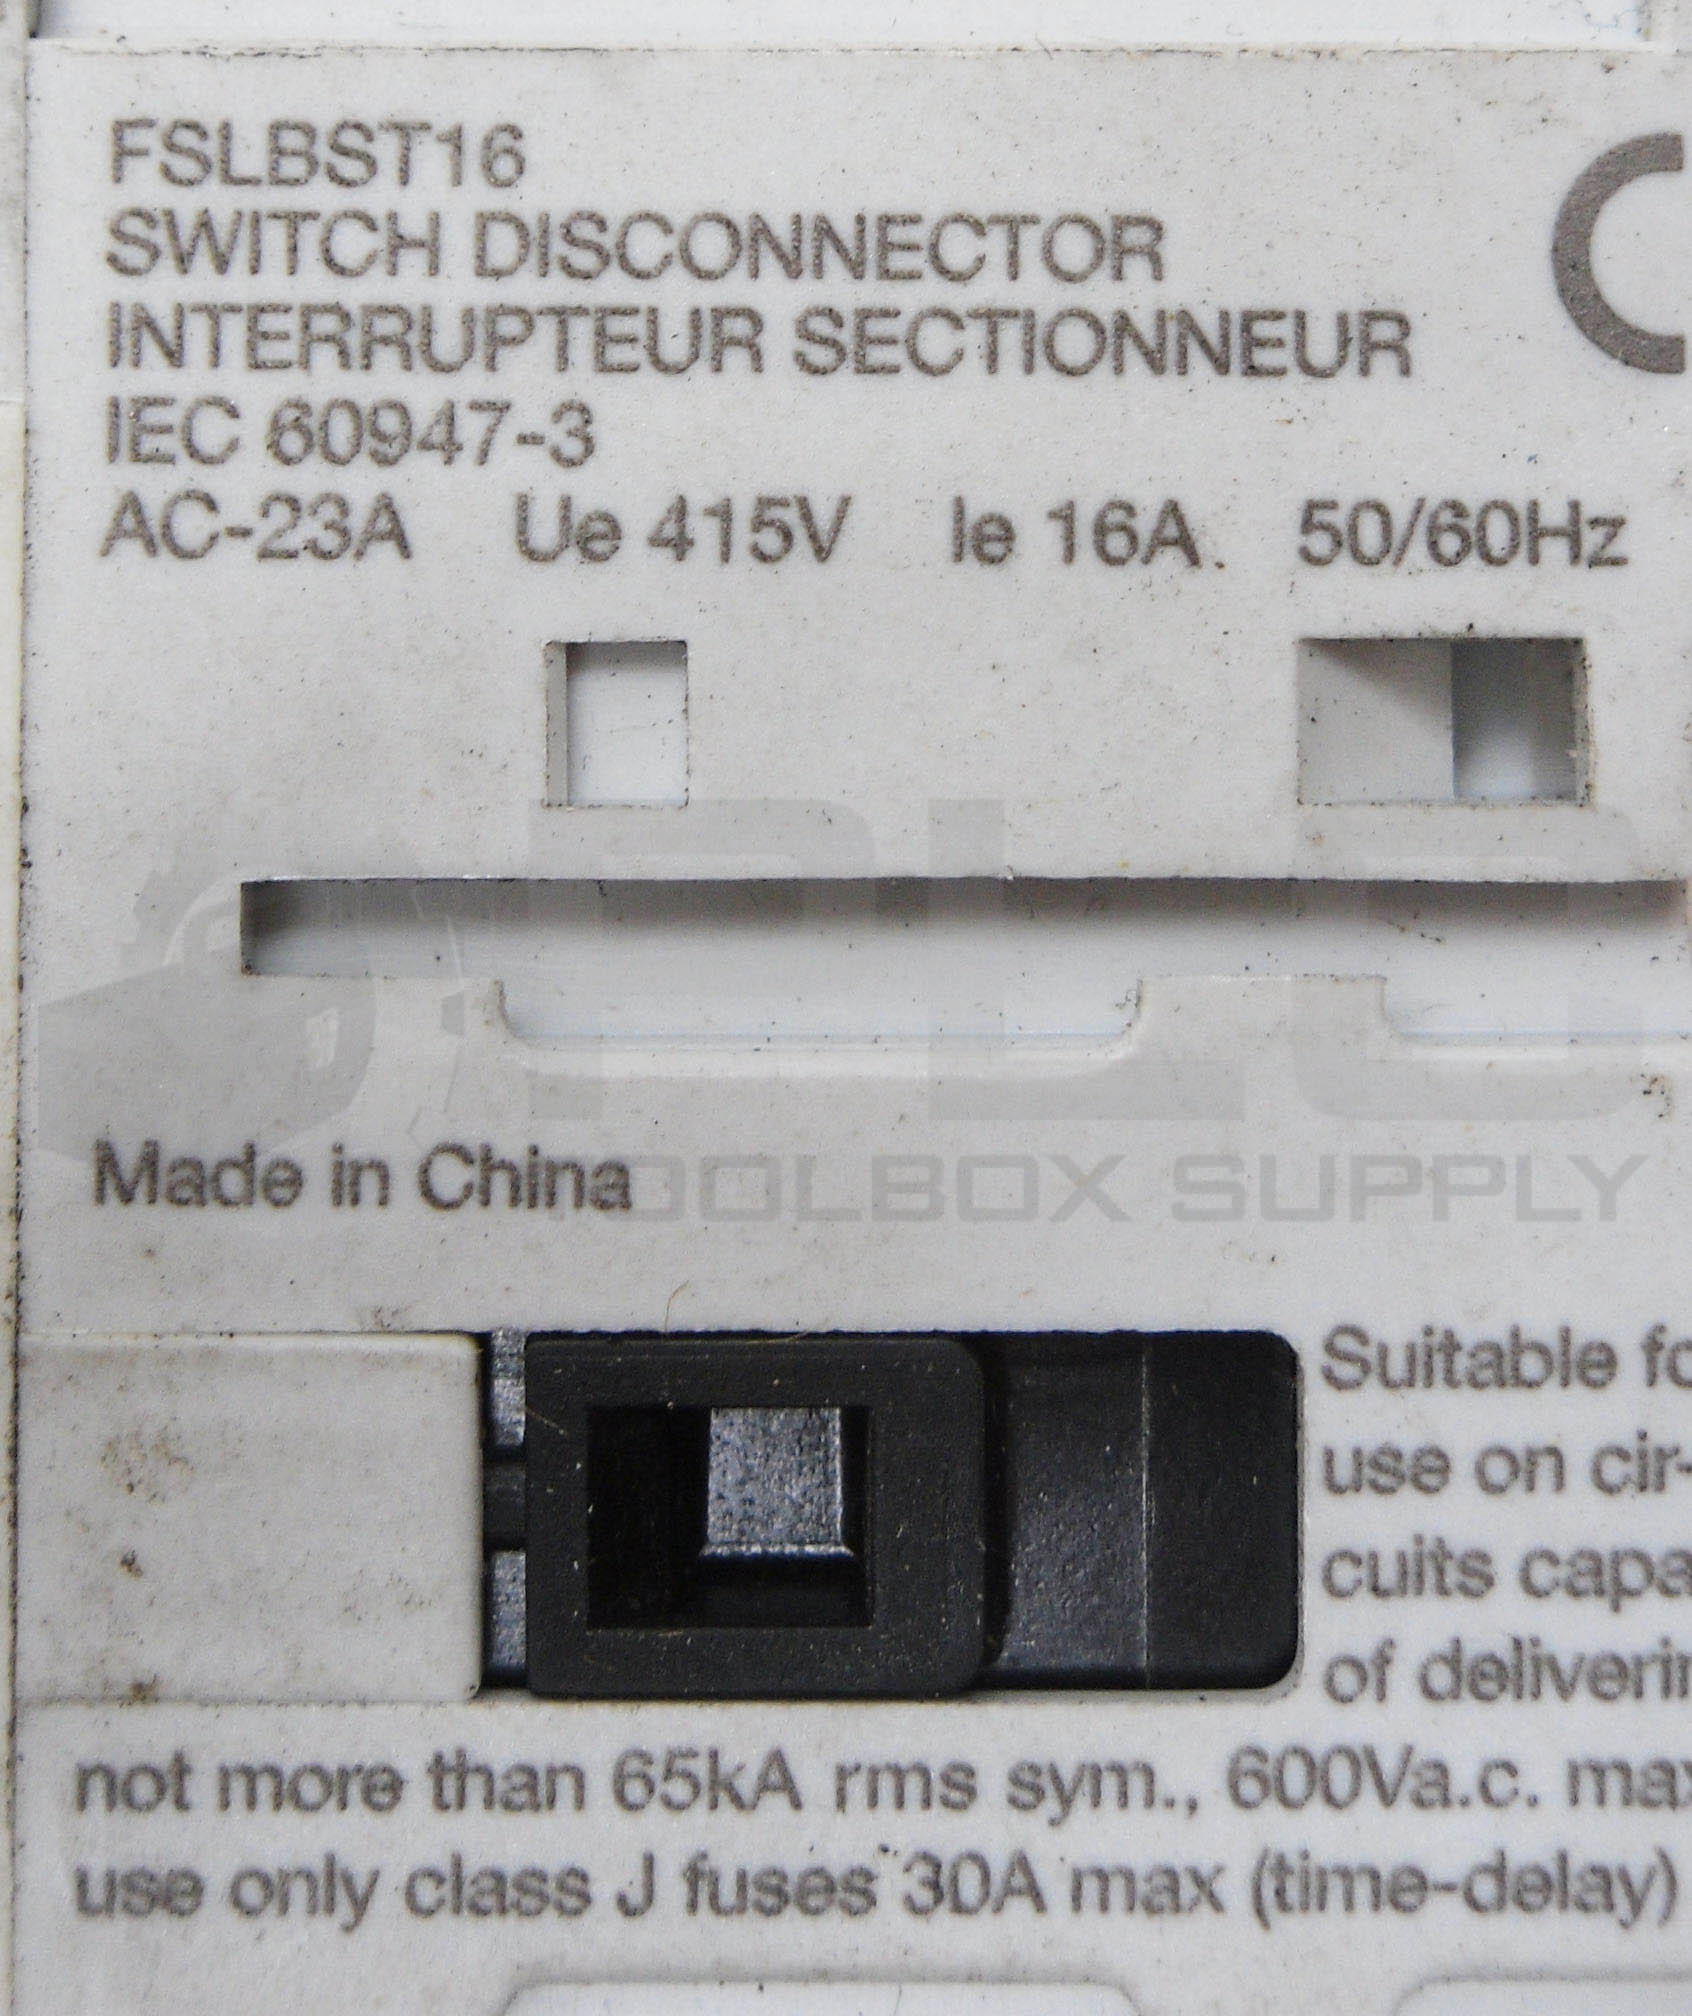 FSLBST16
SWITCH DISCONNECTOR
INTERRUPTEUR SECTIONNEUR
IEC 60947-3
AC-23A Ue 415V Ie 16A 50/60Hz
PLC
Made in China
TOOLBOX SUPPLY
Suitable
use on cir-
cuits
of
not more than 65kA rms sym., 600Va.c. max
use only class J fuses 30A max (time-delay)